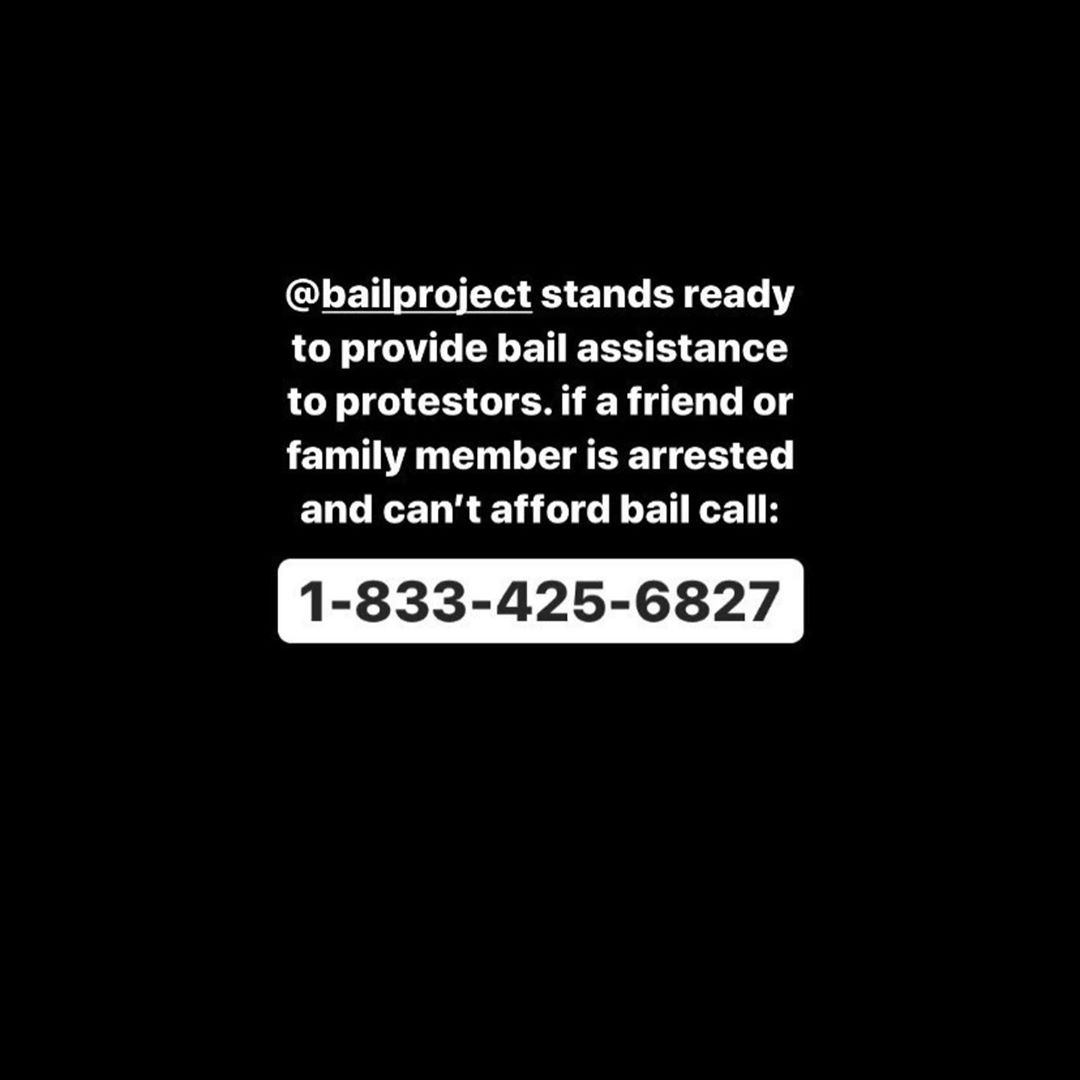 @bailproject stands ready
to provide bail assistance
to protestors. if a friend or
family member is arrested
and can't afford bail call:
1-833-425-6827